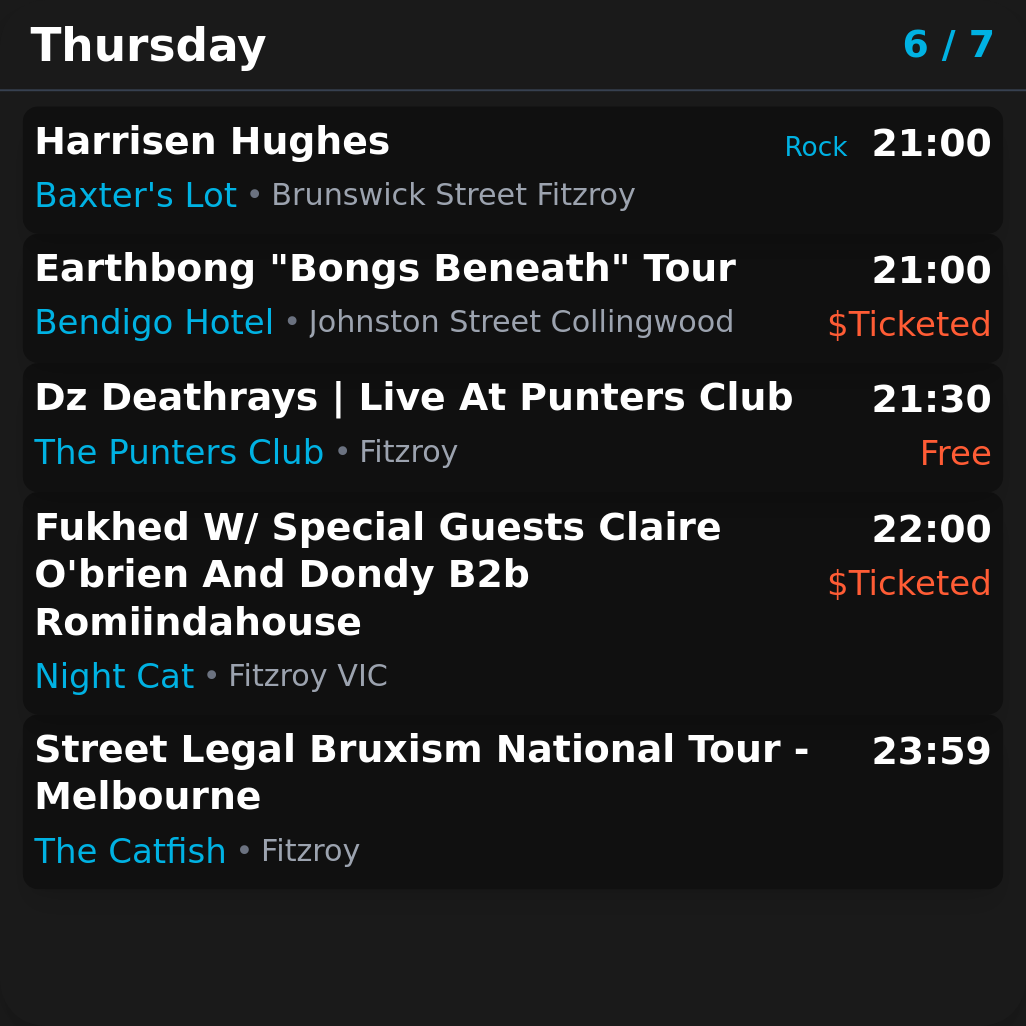 Thursday 6 / 7
Harrisen Hughes Rock 21:00
Baxter's Lot • Brunswick Street Fitzroy
Earthbong "Bongs Beneath" Tour 21:00
Bendigo Hotel • Johnston Street Collingwood $Ticketed
Dz Deathrays | Live At Punters Club 21:30
The Punters Club • Fitzroy Free
Fukhed W/ Special Guests Claire 22:00
O'brien And Dondy B2b $Ticketed
Romiindahouse
Night Cat • Fitzroy VIC
Street Legal Bruxism National Tour - 23:59
Melbourne
The Catfish • Fitzroy